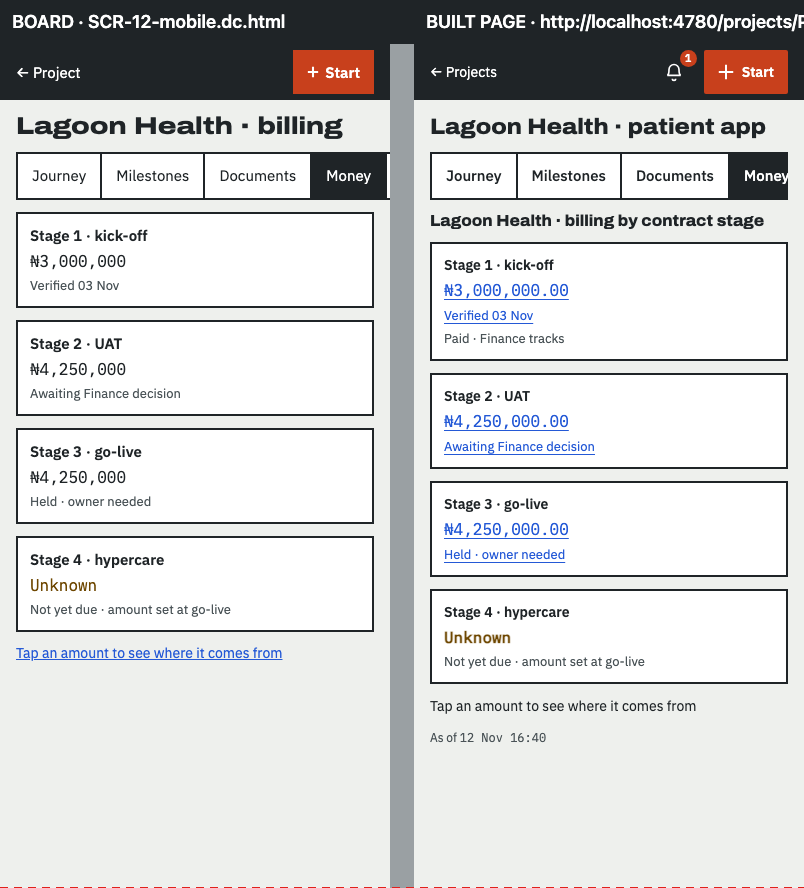 BOARD · SCR-12-mobile.dc.html
← Project
+ Start
Lagoon Health · billing
Journey
Milestones
Documents
Money
Stage 1 · kick-off
₦3,000,000
Verified 03 Nov
Stage 2 · UAT
₦4,250,000
Awaiting Finance decision
Stage 3 · go-live
₦4,250,000
Held · owner needed
Stage 4 · hypercare
Unknown
Not yet due · amount set at go-live
Tap an amount to see where it comes from
BUILT PAGE · http://localhost:4780/projects/
← Projects
1
+ Start
Lagoon Health · patient app
Journey
Milestones
Documents
Money
Lagoon Health · billing by contract stage
Stage 1 · kick-off
₦3,000,000.00
Verified 03 Nov
Paid · Finance tracks
Stage 2 · UAT
₦4,250,000.00
Awaiting Finance decision
Stage 3 · go-live
₦4,250,000.00
Held · owner needed
Stage 4 · hypercare
Unknown
Not yet due · amount set at go-live
Tap an amount to see where it comes from
As of 12 Nov 16:40